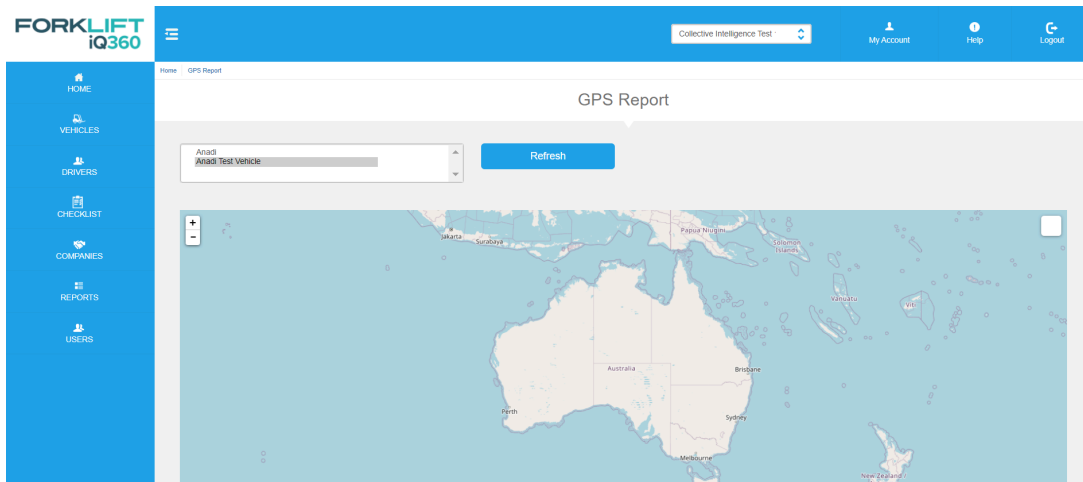 FORKLIFT
iQ360
Collective Intelligence Test
My Account
Help
Logout
HOME
VEHICLES
DRIVERS
CHECKLIST
COMPANIES
REPORTS
USERS
Home GPS Report
GPS Report
Anadi
Anadi Test Vehicle
Refresh
+
-
Jakarta
Surabaya
Papua Niugini
Solomon
Islands
Vanuatu
Viti
Australia
Brisbane
Perth
Sydney
Melbourne
New Zealand